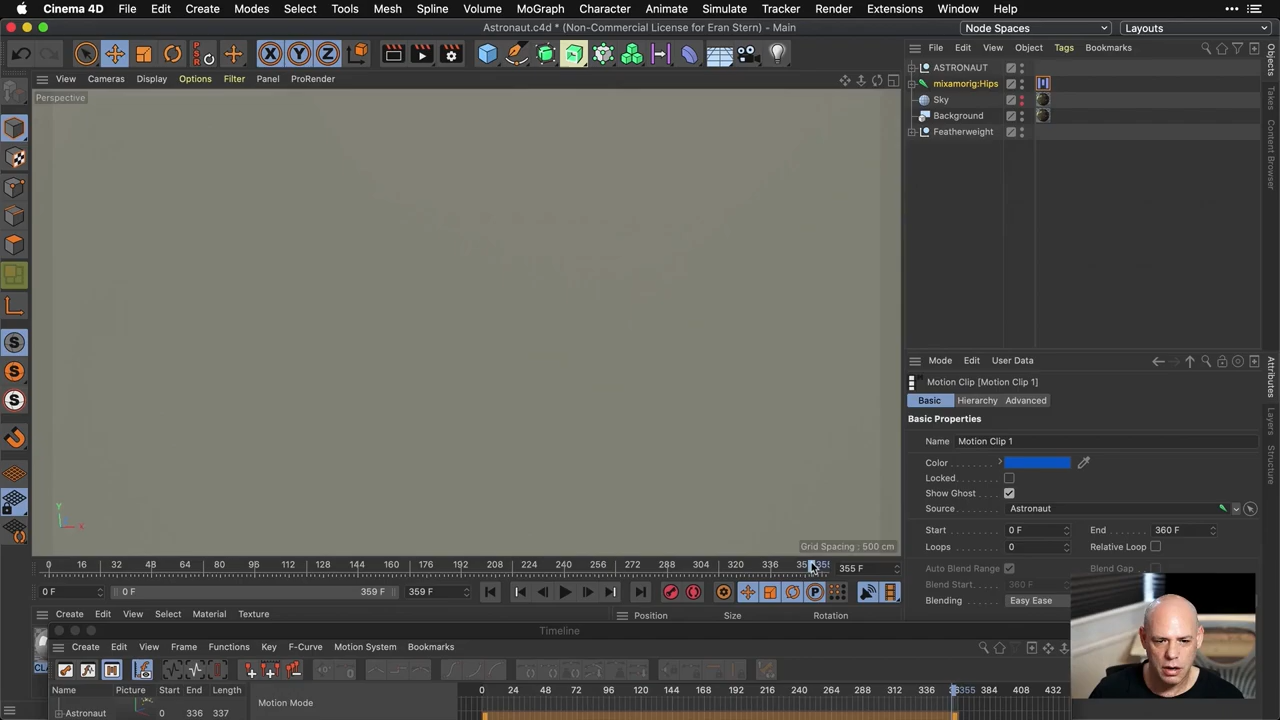 Cinema 4D File Edit Create Modes Select Tools Mesh Spline Volume MoGraph Character Animate Simulate Tracker Render Extensions Window Help
Astronaut.c4d * (Non-Commercial License for Eran Stern) - Main
Node Spaces
Layouts
View Cameras Display Options Filter Panel ProRender
Perspective
Y
X
Grid Spacing : 500 cm
File Edit View Object Tags Bookmarks
ASTRONAUT
mixamorig:Hips
Sky
Background
Featherweight
Objects
Takes
Content Browser
Attributes
Layers
Structure
Mode Edit User Data
Motion Clip [Motion Clip 1]
Basic Hierarchy Advanced
Basic Properties
Name Motion Clip 1
Color
Locked
Show Ghost
Source Astronaut
Start 0 F End 360 F
Loops 0 Relative Loop
Auto Blend Range Blend Gap
Blend Start 360 F
Blending Easy Ease
0 16 32 48 64 80 96 112 128 144 160 176 192 208 224 240 256 272 288 304 320 336 355 F
0 F 0 F 359 F 359 F
Create Edit View Select Material Texture
Position Size Rotation
Timeline
Create Edit View Frame Functions Key F-Curve Motion System Bookmarks
Name Picture Start End Length
Motion Mode
0 24 48 72 96 120 144 168 192 216 240 264 288 312 336 355 384 408 432
Astronaut 0 336 337